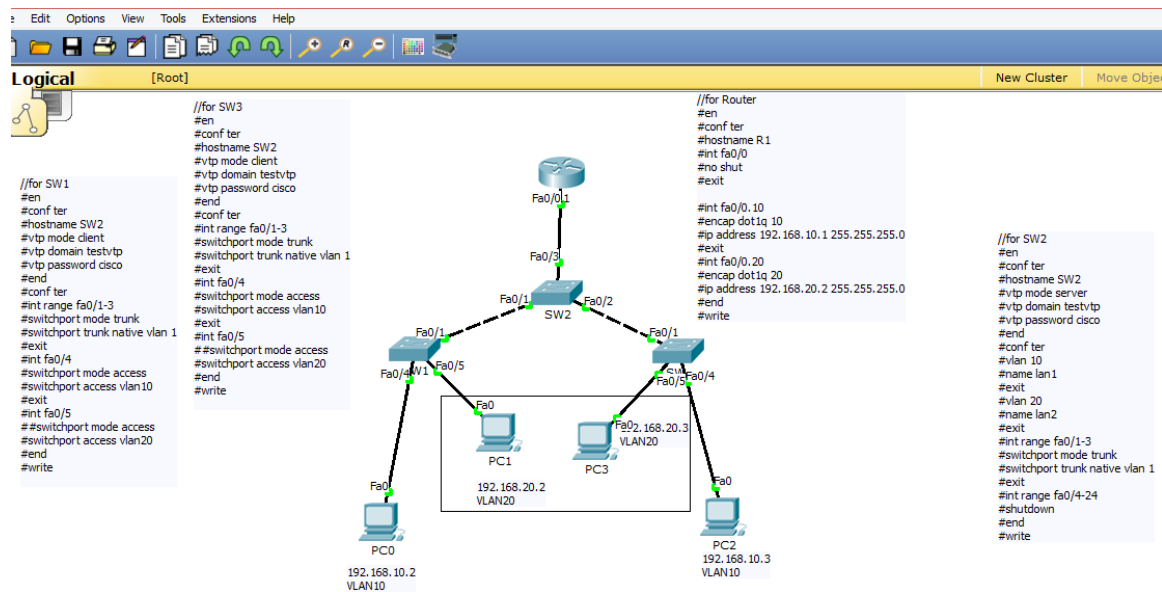 Edit Options View Tools Extensions Help
Logical [Root] New Cluster Move Obje
//for SW1
#en
#conf ter
#hostname SW2
#vtp mode client
#vtp domain testvtp
#vtp password cisco
#end
#conf ter
#int range fa0/1-3
#switchport mode trunk
#switchport trunk native vlan 1
#exit
#int fa0/4
#switchport mode access
#switchport access vlan10
#exit
#int fa0/5
##switchport mode access
#switchport access vlan20
#end
#write
//for SW3
#en
#conf ter
#hostname SW2
#vtp mode client
#vtp domain testvtp
#vtp password cisco
#end
#conf ter
#int range fa0/1-3
#switchport mode trunk
#switchport trunk native vlan 1
#exit
#int fa0/4
#switchport mode access
#switchport access vlan10
#exit
#int fa0/5
##switchport mode access
#switchport access vlan20
#end
#write
Fa0/0.1
Fa0/3
Fa0/1 Fa0/2
SW2
Fa0/1 Fa0/1
Fa0/4 W1 Fa0/5
SW Fa0/5 Fa0/4
Fa0 Fa0
192.168.20.3
VLAN20
PC1 PC3
192.168.20.2
VLAN20
Fa0 Fa0
PC0 PC2
192.168.10.2
VLAN10
192.168.10.3
VLAN10
//for Router
#en
#conf ter
#hostname R1
#int fa0/0
#no shut
#exit
#int fa0/0.10
#encap dot1q 10
#ip address 192.168.10.1 255.255.255.0
#exit
#int fa0/0.20
#encap dot1q 20
#ip address 192.168.20.2 255.255.255.0
#end
#write
//for SW2
#en
#conf ter
#hostname SW2
#vtp mode server
#vtp domain testvtp
#vtp password cisco
#end
#conf ter
#vlan 10
#name lan1
#exit
#vlan 20
#name lan2
#exit
#int range fa0/1-3
#switchport mode trunk
#switchport trunk native vlan 1
#exit
#int range fa0/4-24
#shutdown
#end
#write